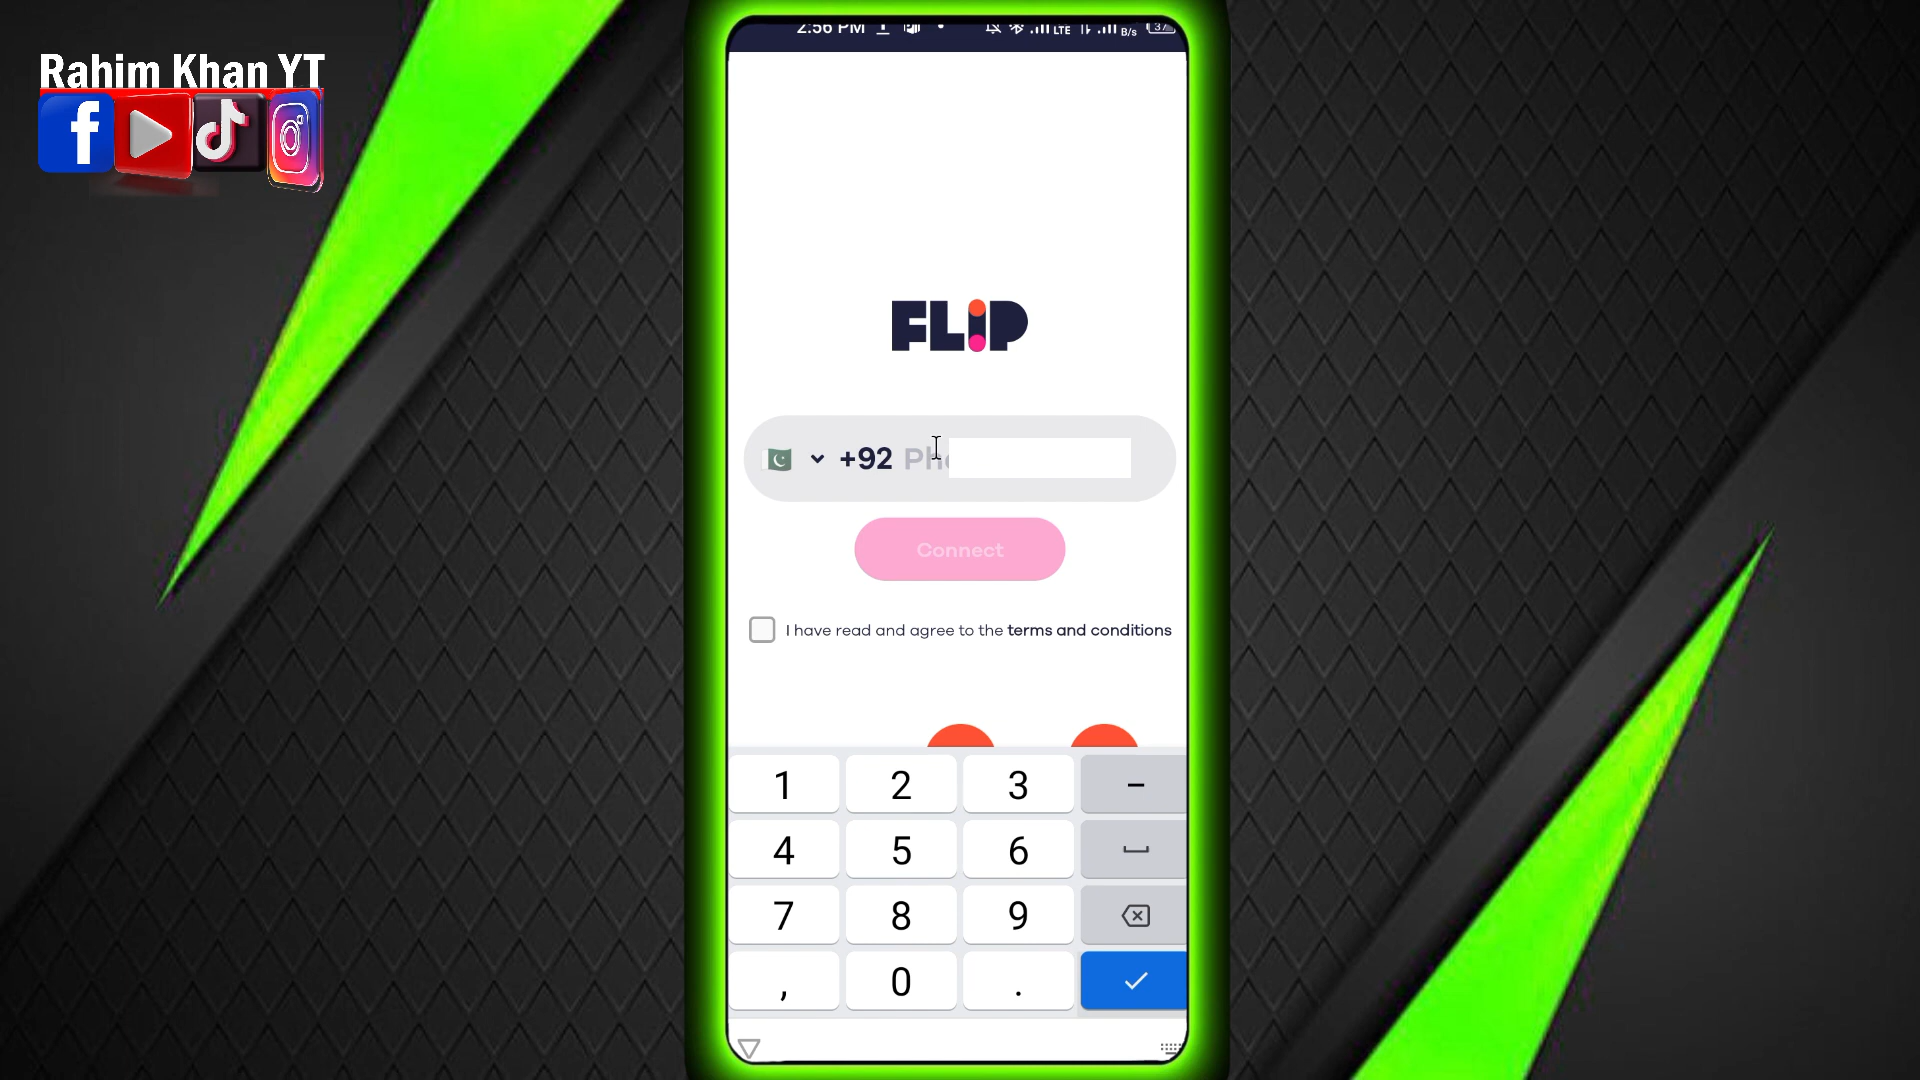 Rahim Khan YT
2:56 PM LTE B/s 37
FLiP
+92 Pho
Connect
I have read and agree to the terms and conditions
1 2 3 -
4 5 6
7 8 9
, 0 .